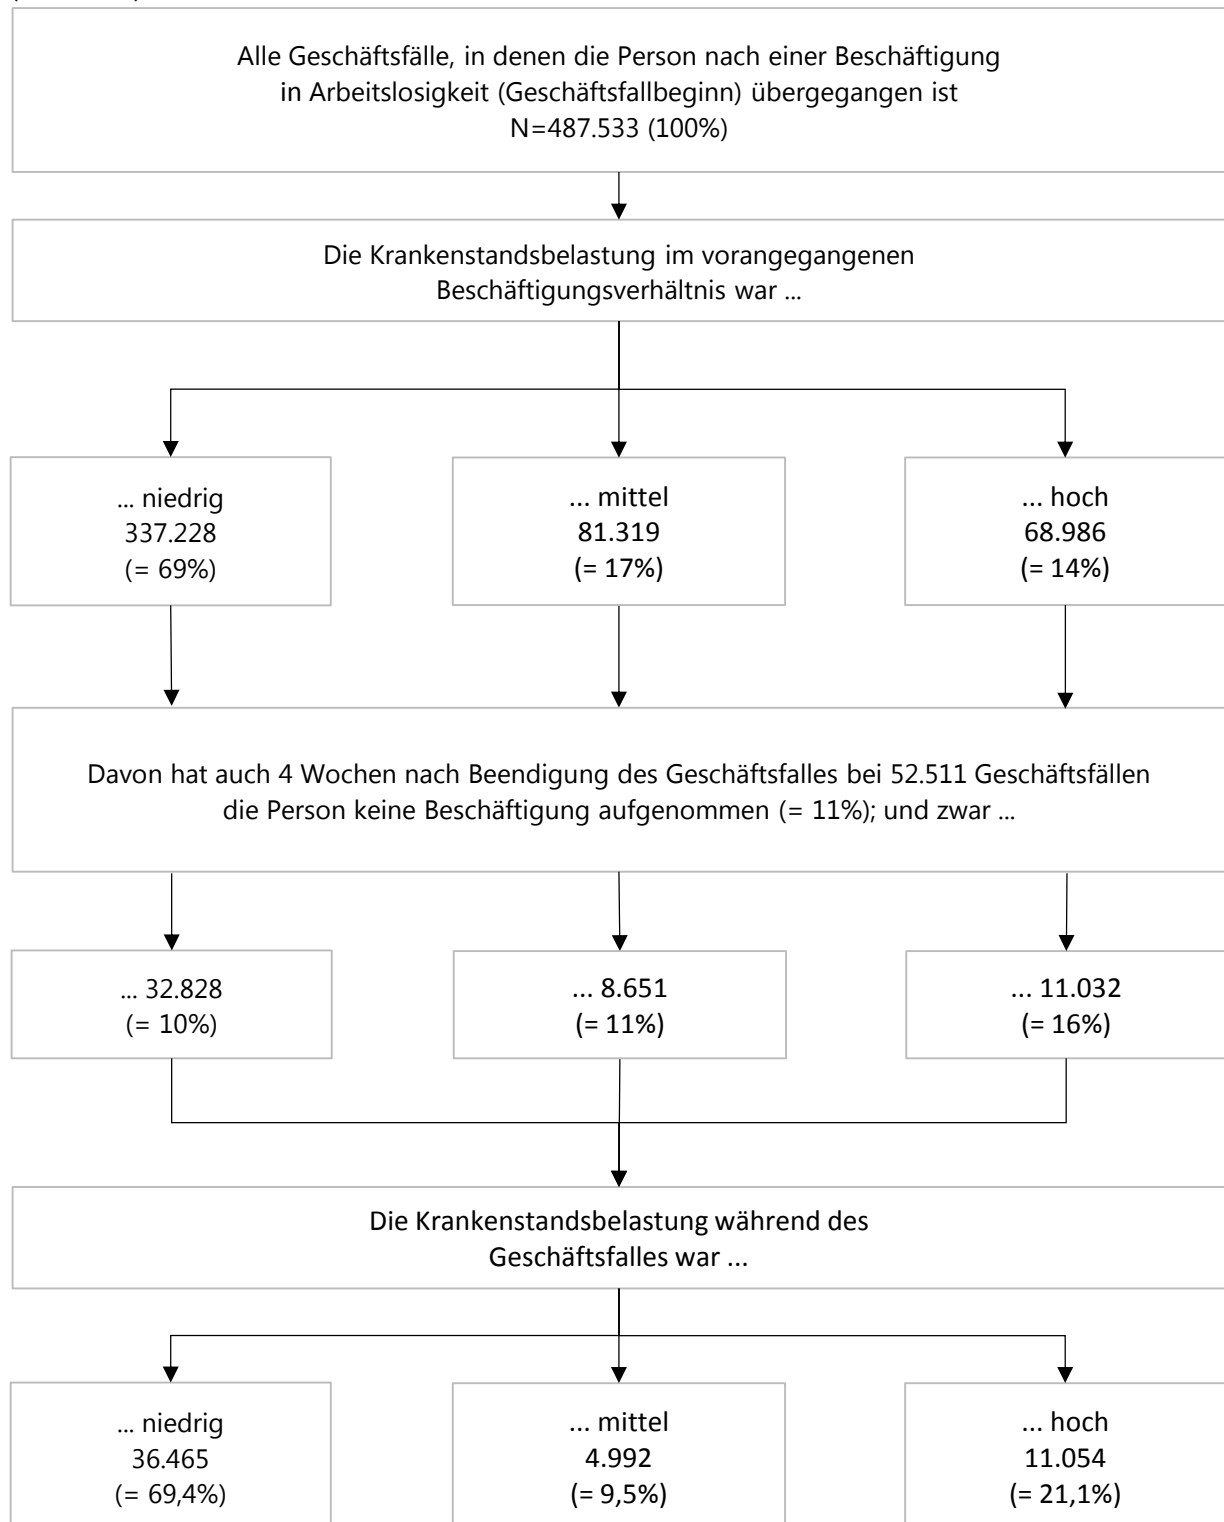 Alle Geschäftsfälle, in denen die Person nach einer Beschäftigung
in Arbeitslosigkeit (Geschäftsfallbeginn) übergegangen ist
N=487.533 (100%)
Die Krankenstandsbelastung im vorangegangenen
Beschäftigungsverhältnis war ...
... niedrig
337.228
(= 69%)
... mittel
81.319
(= 17%)
... hoch
68.986
(= 14%)
Davon hat auch 4 Wochen nach Beendigung des Geschäftsfalles bei 52.511 Geschäftsfällen
die Person keine Beschäftigung aufgenommen (= 11%); und zwar ...
... 32.828
(= 10%)
... 8.651
(= 11%)
... 11.032
(= 16%)
Die Krankenstandsbelastung während des
Geschäftsfalles war ...
... niedrig
36.465
(= 69,4%)
... mittel
4.992
(= 9,5%)
... hoch
11.054
(= 21,1%)